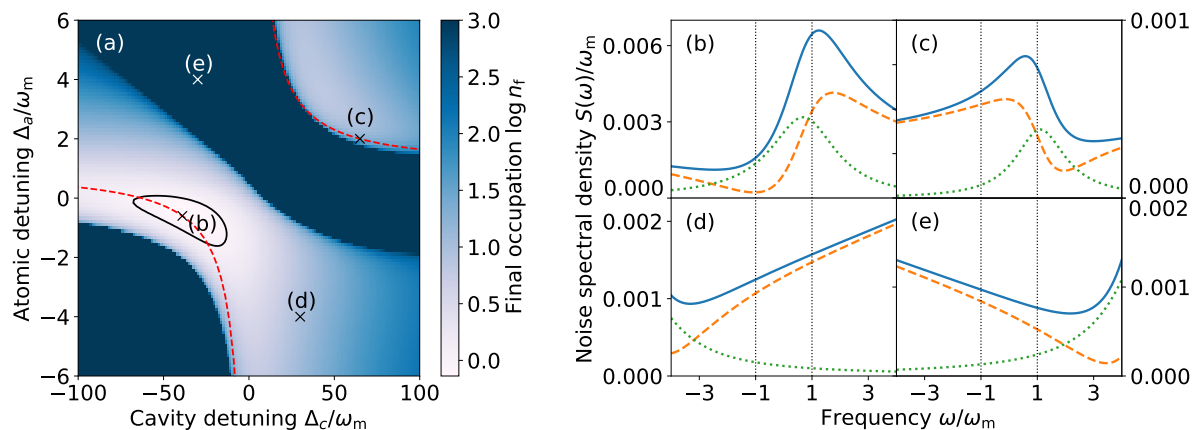 (a)
(e)
(c)
(b)
(d)
6
4
2
0
−2
−4
−6
−100
−50
0
50
100
Atomic detuning Δa/ωm
Cavity detuning Δc/ωm
3.0
2.5
2.0
1.5
1.0
0.5
0.0
Final occupation log nf
(b)
(c)
(d)
(e)
0.006
0.003
0.000
0.002
0.001
0.000
0.001
0.000
0.002
0.001
0.000
−3
−1
1
3
−3
−1
1
3
Noise spectral density S(ω)/ωm
Frequency ω/ωm